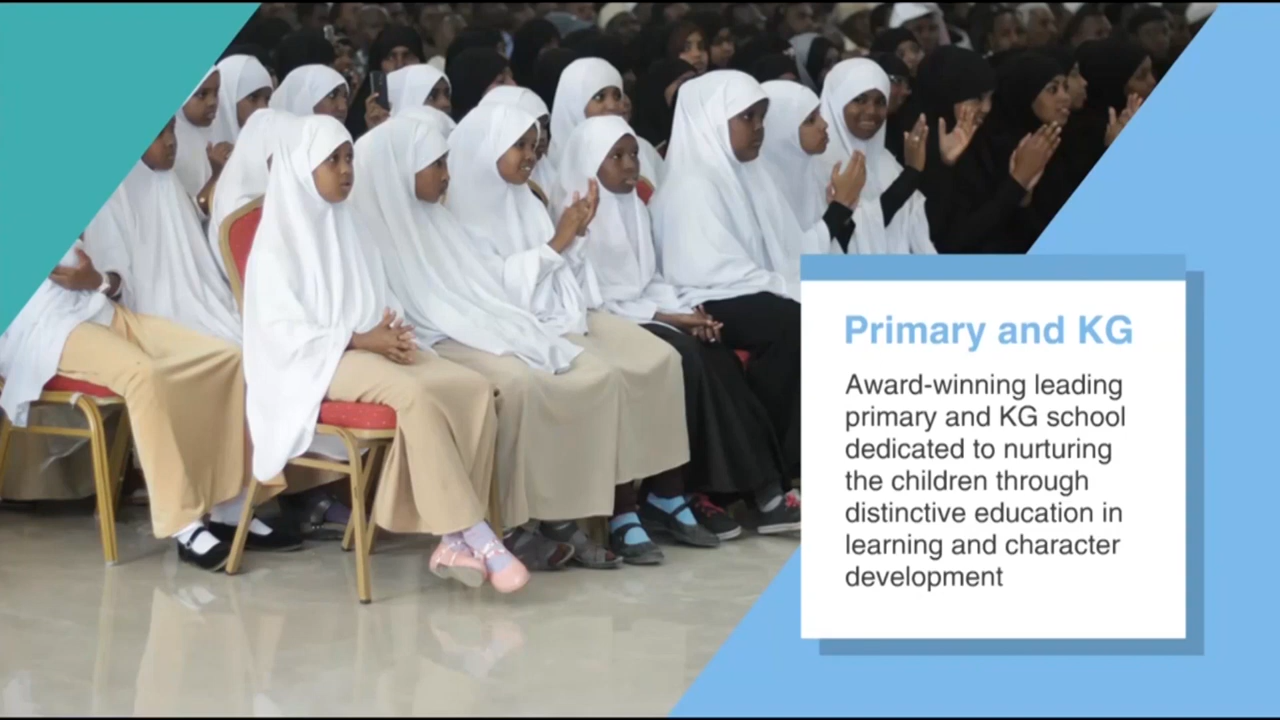 Primary and KG
Award-winning leading
primary and KG school
dedicated to nurturing
the children through
distinctive education in
learning and character
development